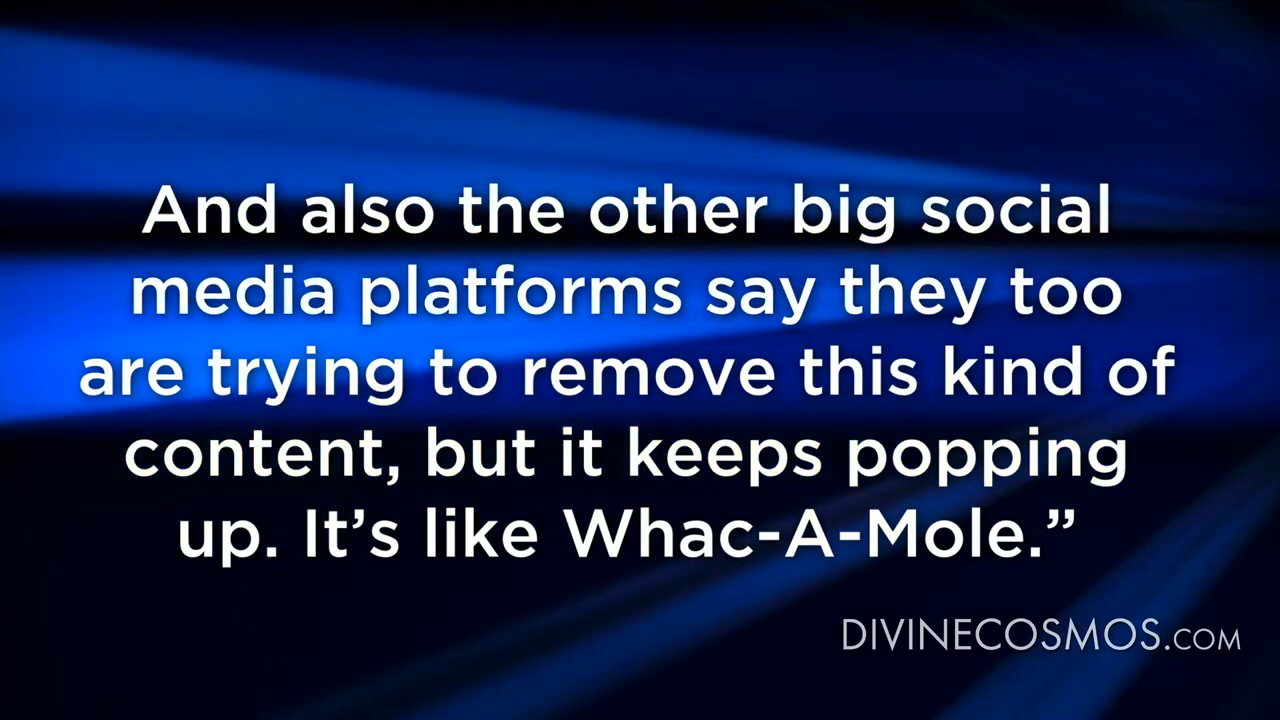 And also the other big social
media platforms say they too
are trying to remove this kind of
content, but it keeps popping
up. It’s like Whac-A-Mole.”
DIVINECOSMOS.COM